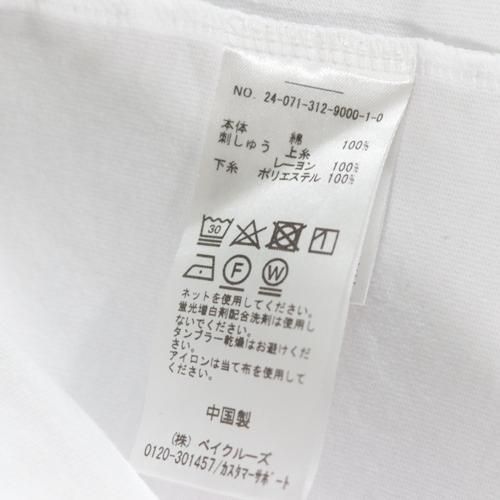 NO. 24-071-312-9000-1-0
本体 綿 100%
刺しゅう 上糸
レーヨン 100%
下糸 ポリエステル 100%
30
F W
ネットを使用してください。
蛍光増白剤配合洗剤は使用し
ないでください。
タンブラー乾燥はお避けくだ
さい。
アイロンは当て布を使用して
ください。
中国製
(株) ベイクルーズ
0120-301457/カスタマーサポート